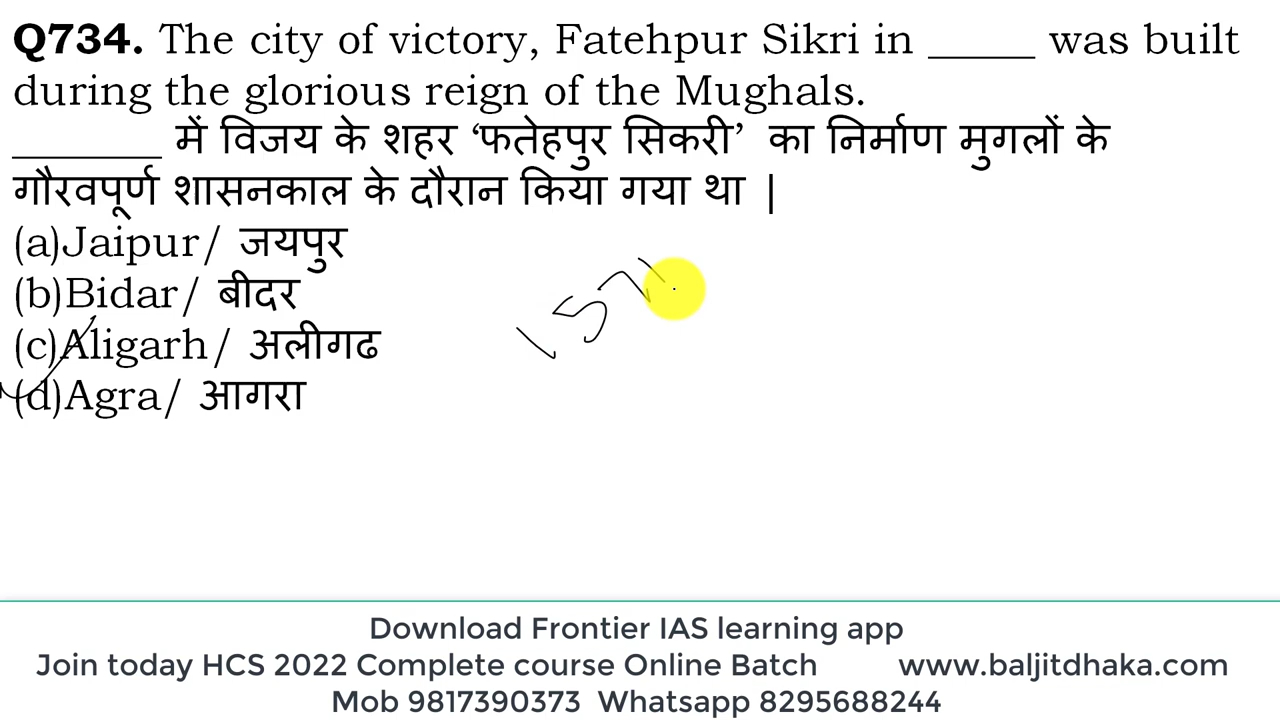 Q734. The city of victory, Fatehpur Sikri in _____ was built
during the glorious reign of the Mughals.
_______ में विजय के शहर ‘फतेहपुर सिकरी’ का निर्माण मुगलों के
गौरवपूर्ण शासनकाल के दौरान किया गया था |
(a)Jaipur/ जयपुर
(b)Bidar/ बीदर
(c)Aligarh/ अलीगढ
(d)Agra/ आगरा
Download Frontier IAS learning app
Join today HCS 2022 Complete course Online Batch www.baljitdhaka.com
Mob 9817390373 Whatsapp 8295688244